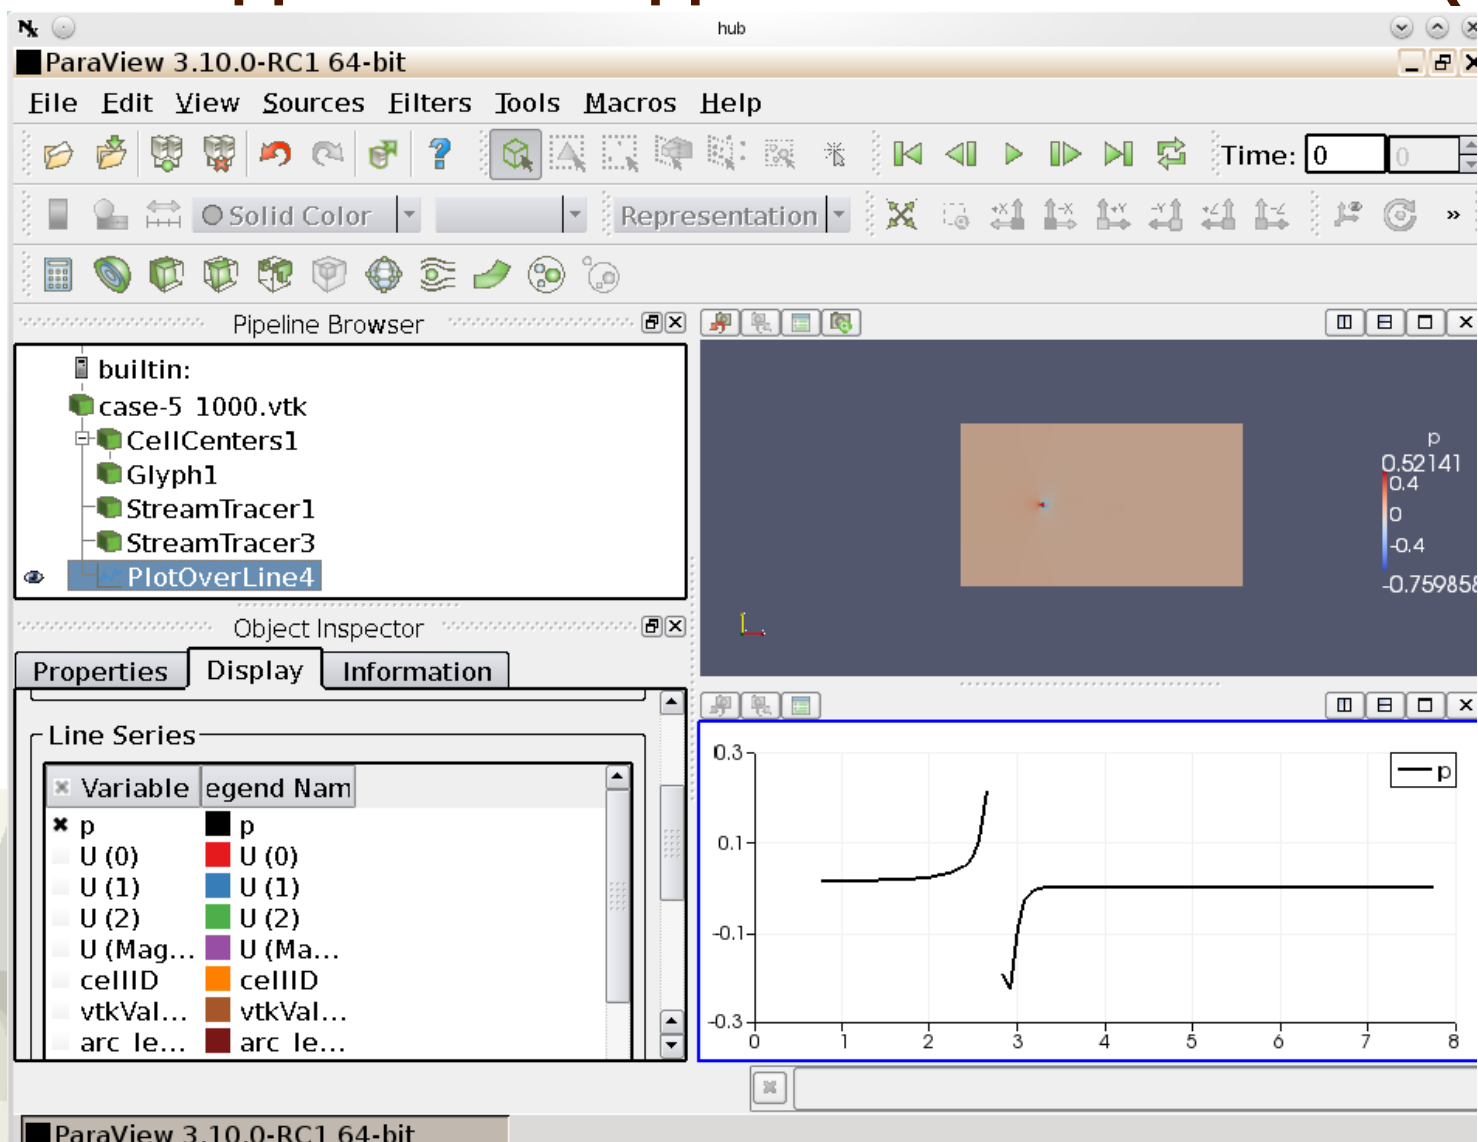 hub
ParaView 3.10.0-RC1 64-bit
File Edit View Sources Filters Tools Macros Help
Time: 0 0
Solid Color Representation »
+X -X +Y -Y +Z -Z
Pipeline Browser
builtin:
case-5 1000.vtk
CellCenters1
Glyph1
StreamTracer1
StreamTracer3
PlotOverLine4
p
0.52141
0.4
0
-0.4
-0.759858
Object Inspector
Properties Display Information
Line Series
Variable egend Nam
p p
U (0) U (0)
U (1) U (1)
U (2) U (2)
U (Mag... U (Ma...
cellID cellID
vtkVal... vtkVal...
arc le... arc le...
p
0.3
0.1
-0.1
-0.3
0 1 2 3 4 5 6 7 8
ParaView 3.10.0-RC1 64-bit